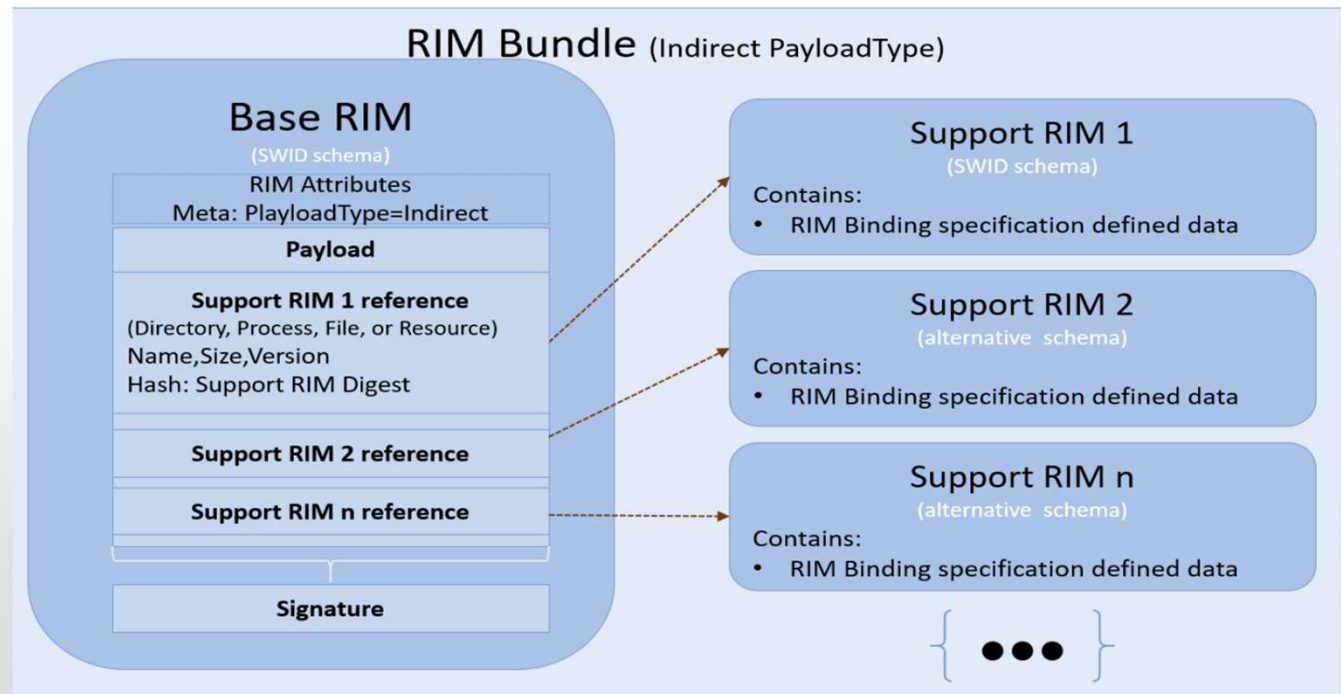 RIM Bundle (Indirect PayloadType)
Base RIM
(SWID schema)
RIM Attributes
Meta: PlayloadType=Indirect
Payload
Support RIM 1 reference
(Directory, Process, File, or Resource)
Name,Size,Version
Hash: Support RIM Digest
Support RIM 2 reference
Support RIM n reference
Signature
Support RIM 1
(SWID schema)
Contains:
• RIM Binding specification defined data
Support RIM 2
(alternative schema)
Contains:
• RIM Binding specification defined data
Support RIM n
(alternative schema)
Contains:
• RIM Binding specification defined data
{ ●●● }